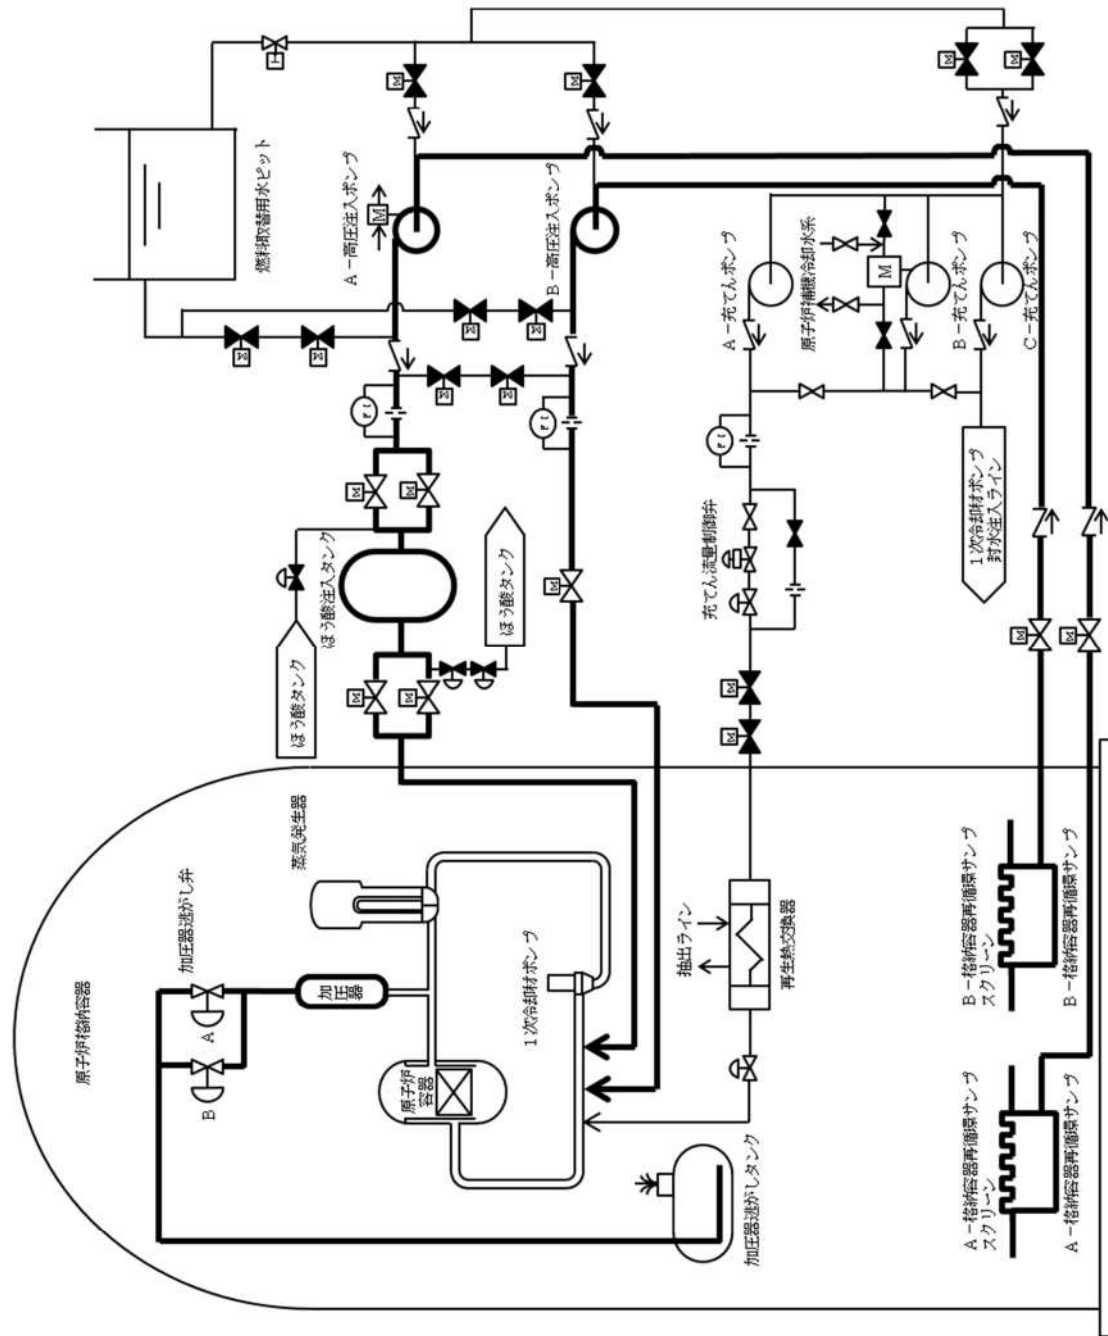 原子炉格納容器
加圧器逃がし弁
A
B
加圧器
蒸気発生器
原子炉
容器
1次冷却材ポンプ
加圧器逃がしタンク
抽出ライン
再生熱交換器
A-格納容器再循環サンプ
スクリーン
A-格納容器再循環サンプ
B-格納容器再循環サンプ
スクリーン
B-格納容器再循環サンプ
ほう酸タンク
ほう酸注入タンク
ほう酸タンク
燃料取替用水ピット
A-高圧注入ポンプ
M
B-高圧注入ポンプ
充てん流量制御弁
A-充てんポンプ
原子炉補機冷却水系
M
B-充てんポンプ
C-充てんポンプ
1次冷却材ポンプ
封水注入ライン